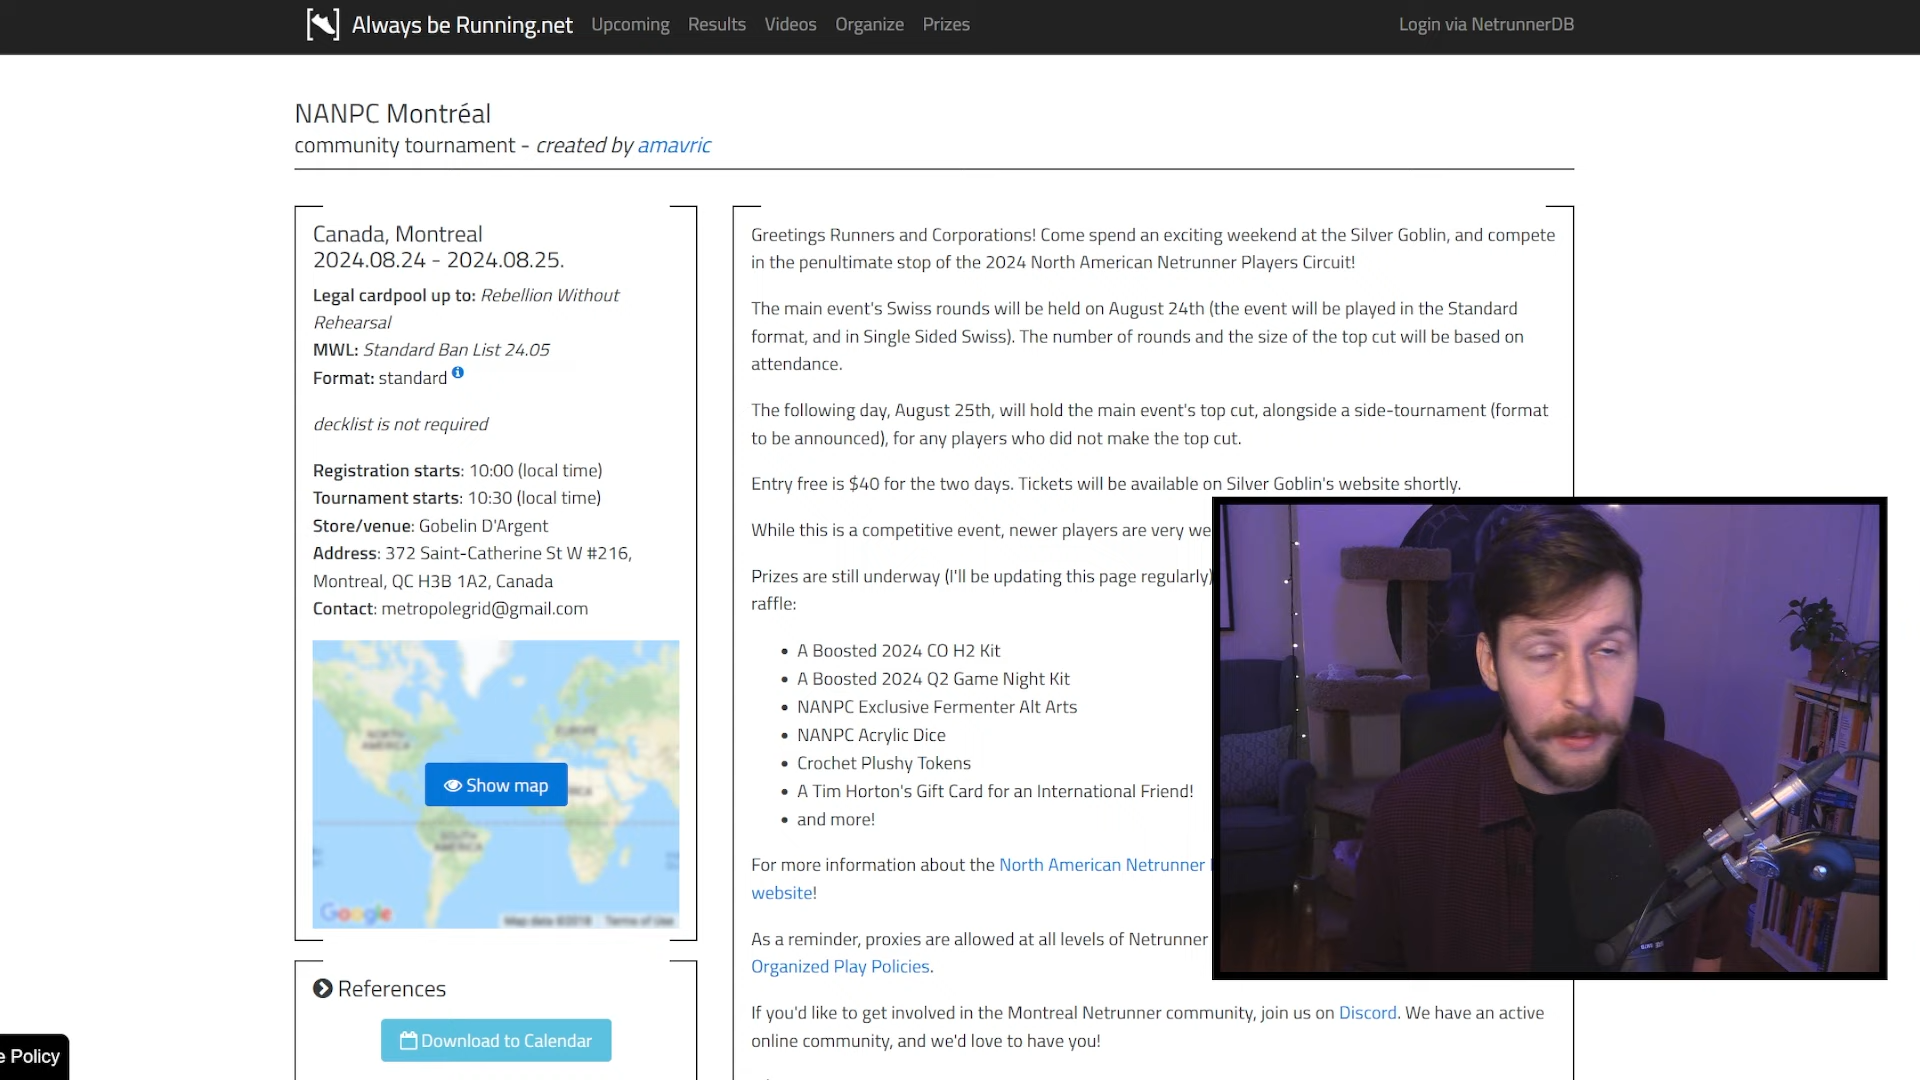 Always be Running.net Upcoming Results Videos Organize Prizes Login via NetrunnerDB
NANPC Montréal
community tournament - created by amavric
Canada, Montreal
2024.08.24 - 2024.08.25.
Legal cardpool up to: Rebellion Without
Rehearsal
MWL: Standard Ban List 24.05
Format: standard
decklist is not required
Registration starts: 10:00 (local time)
Tournament starts: 10:30 (local time)
Store/venue: Gobelin D'Argent
Address: 372 Saint-Catherine St W #216,
Montreal, QC H3B 1A2, Canada
Contact: metropolegrid@gmail.com
NORTH
AMERICA
EUROPE
Show map
SOUTH
AMERICA
Google
Map data ©2018 Terms of Use
References
Download to Calendar
e Policy
Greetings Runners and Corporations! Come spend an exciting weekend at the Silver Goblin, and compete
in the penultimate stop of the 2024 North American Netrunner Players Circuit!
The main event's Swiss rounds will be held on August 24th (the event will be played in the Standard
format, and in Single Sided Swiss). The number of rounds and the size of the top cut will be based on
attendance.
The following day, August 25th, will hold the main event's top cut, alongside a side-tournament (format
to be announced), for any players who did not make the top cut.
Entry free is $40 for the two days. Tickets will be available on Silver Goblin's website shortly.
While this is a competitive event, newer players are very we
Prizes are still underway (I'll be updating this page regularly)
raffle:
• A Boosted 2024 CO H2 Kit
• A Boosted 2024 Q2 Game Night Kit
• NANPC Exclusive Fermenter Alt Arts
• NANPC Acrylic Dice
• Crochet Plushy Tokens
• A Tim Horton's Gift Card for an International Friend!
• and more!
For more information about the North American Netrunner
website!
As a reminder, proxies are allowed at all levels of Netrunner
Organized Play Policies.
If you'd like to get involved in the Montreal Netrunner community, join us on Discord. We have an active
online community, and we'd love to have you!